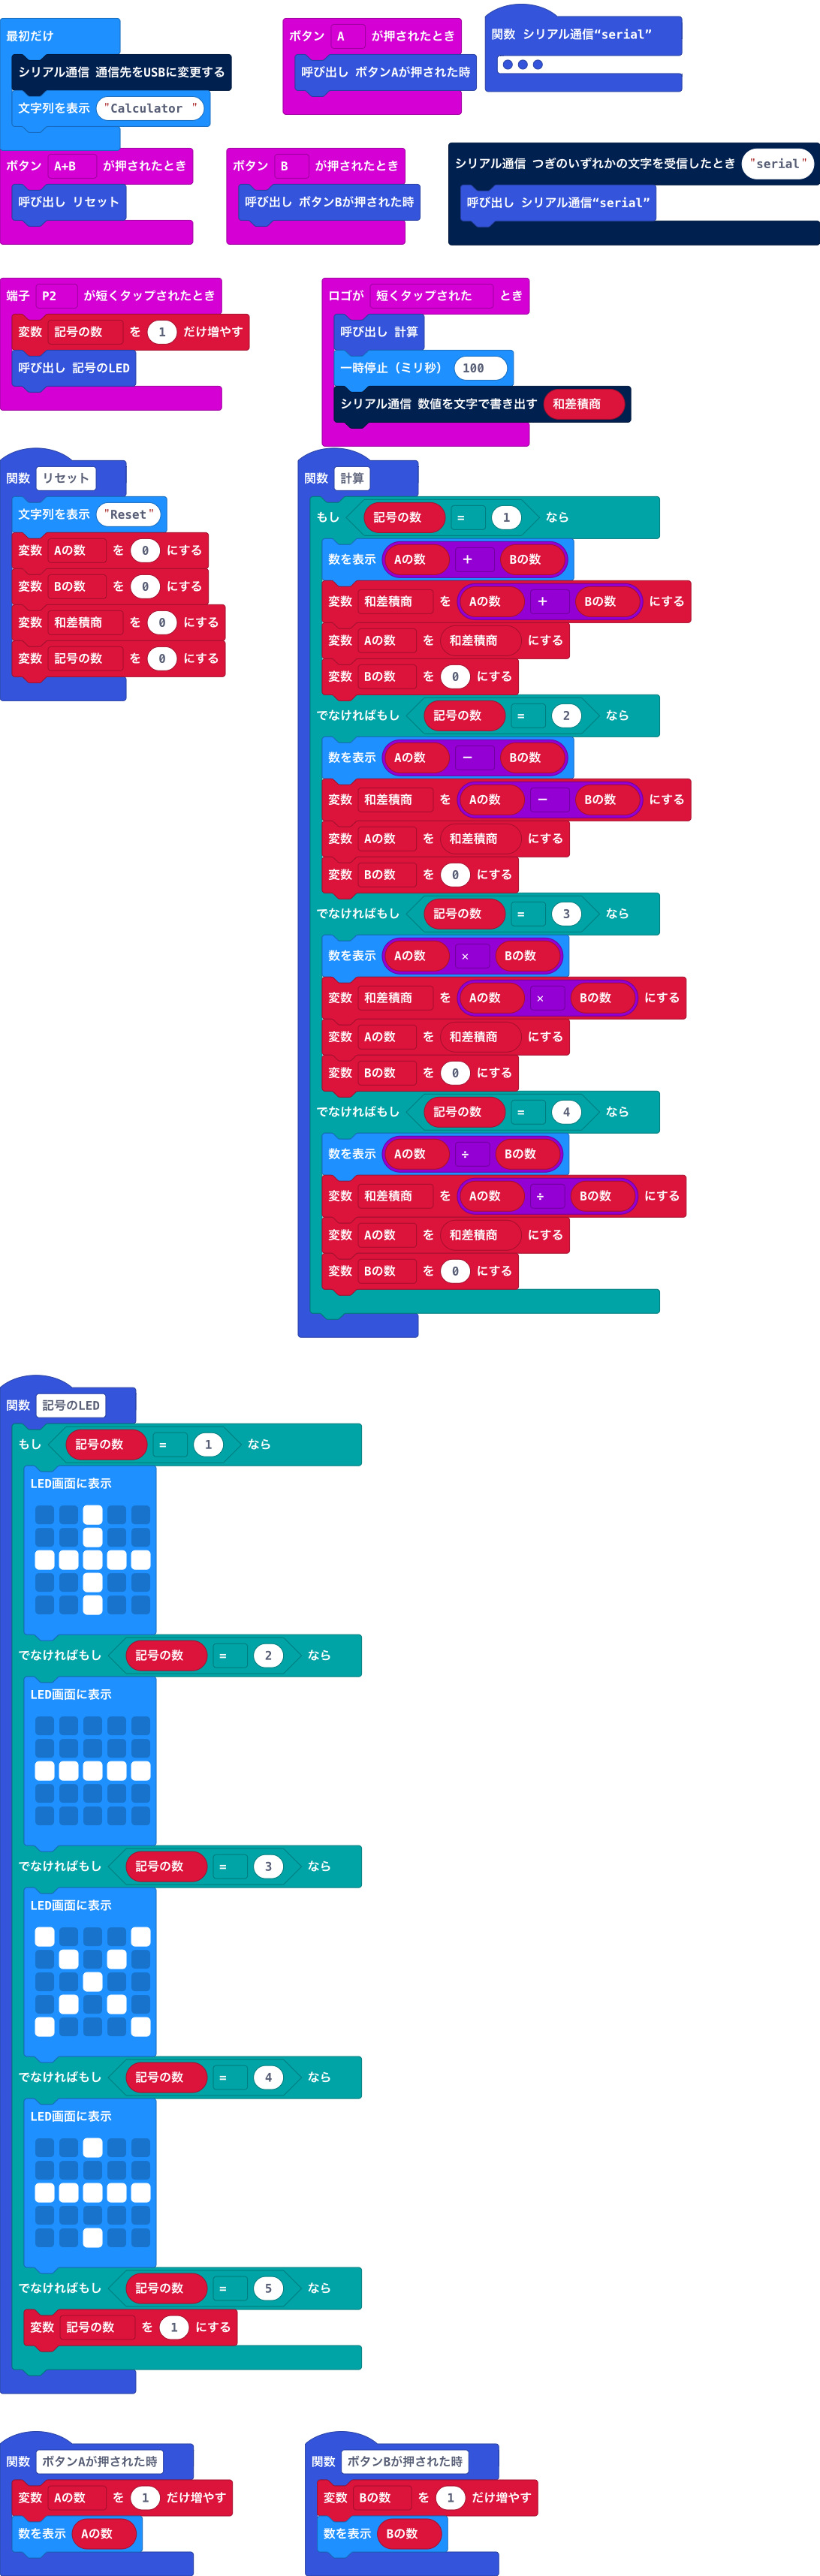 最初だけ
シリアル通信 通信先をUSBに変更する
文字列を表示 "Calculator "
ボタン A が押されたとき
呼び出し ボタンAが押された時
関数 シリアル通信“serial”
ボタン A+B が押されたとき
呼び出し リセット
ボタン B が押されたとき
呼び出し ボタンBが押された時
シリアル通信 つぎのいずれかの文字を受信したとき "serial"
呼び出し シリアル通信“serial”
端子 P2 が短くタップされたとき
変数 記号の数 を 1 だけ増やす
呼び出し 記号のLED
ロゴが 短くタップされた とき
呼び出し 計算
一時停止（ミリ秒） 100
シリアル通信 数値を文字で書き出す 和差積商
関数 リセット
文字列を表示 "Reset"
変数 Aの数 を 0 にする
変数 Bの数 を 0 にする
変数 和差積商 を 0 にする
変数 記号の数 を 0 にする
関数 計算
もし 記号の数 = 1 なら
数を表示 Aの数 + Bの数
変数 和差積商 を Aの数 + Bの数 にする
変数 Aの数 を 和差積商 にする
変数 Bの数 を 0 にする
でなければもし 記号の数 = 2 なら
数を表示 Aの数 - Bの数
変数 和差積商 を Aの数 - Bの数 にする
変数 Aの数 を 和差積商 にする
変数 Bの数 を 0 にする
でなければもし 記号の数 = 3 なら
数を表示 Aの数 × Bの数
変数 和差積商 を Aの数 × Bの数 にする
変数 Aの数 を 和差積商 にする
変数 Bの数 を 0 にする
でなければもし 記号の数 = 4 なら
数を表示 Aの数 ÷ Bの数
変数 和差積商 を Aの数 ÷ Bの数 にする
変数 Aの数 を 和差積商 にする
変数 Bの数 を 0 にする
関数 記号のLED
もし 記号の数 = 1 なら
LED画面に表示
でなければもし 記号の数 = 2 なら
LED画面に表示
でなければもし 記号の数 = 3 なら
LED画面に表示
でなければもし 記号の数 = 4 なら
LED画面に表示
でなければもし 記号の数 = 5 なら
変数 記号の数 を 1 にする
関数 ボタンAが押された時
変数 Aの数 を 1 だけ増やす
数を表示 Aの数
関数 ボタンBが押された時
変数 Bの数 を 1 だけ増やす
数を表示 Bの数